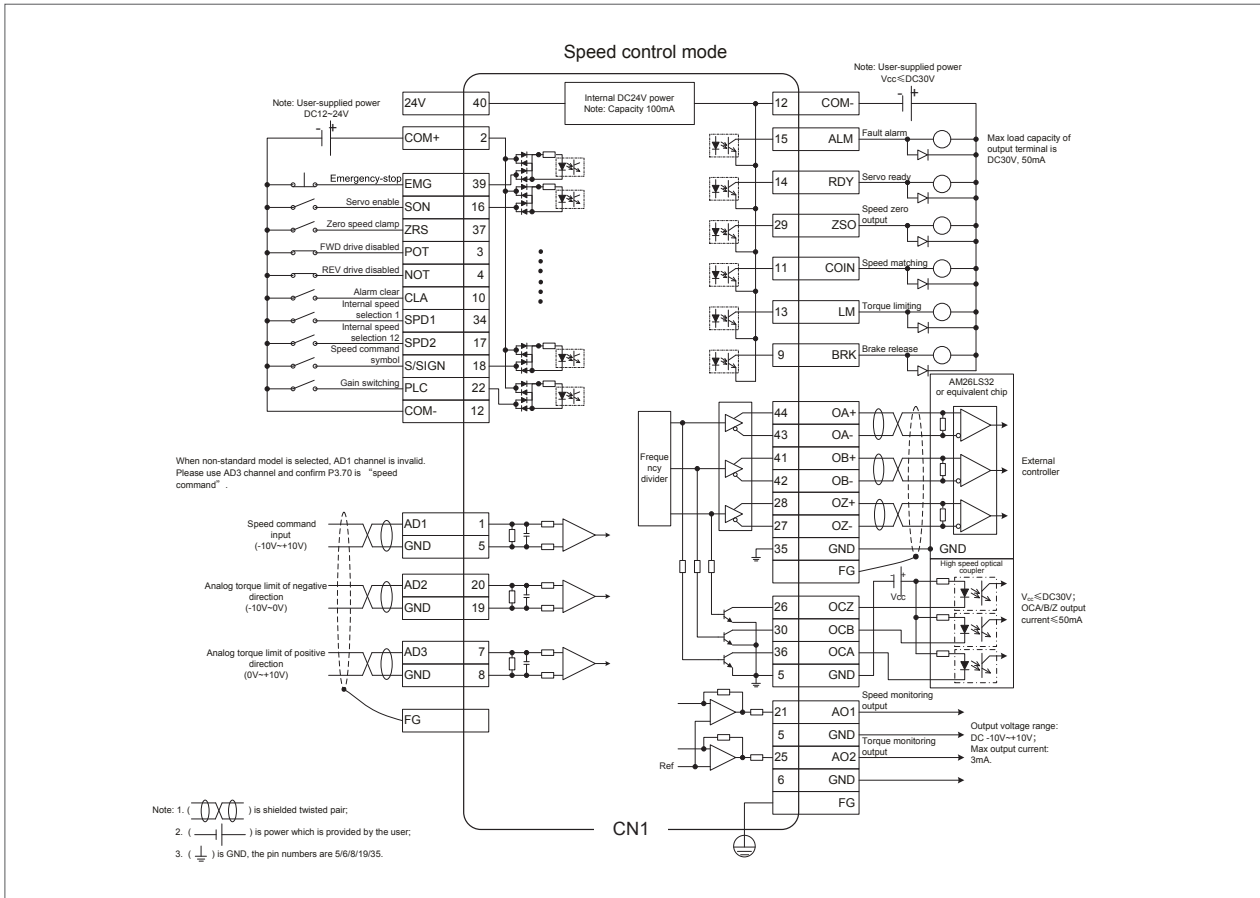 Speed control mode
Note: User-supplied power
DC12~24V
- +
24V 40
Internal DC24V power
Note: Capacity 100mA
COM+ 2
Emergency-stop EMG 39
Servo enable SON 16
Zero speed clamp ZRS 37
FWD drive disabled POT 3
REV drive disabled NOT 4
Alarm clear CLA 10
Internal speed
selection 1 SPD1 34
Internal speed
selection 12 SPD2 17
Speed command
symbol S/SIGN 18
Gain switching PLC 22
COM- 12
When non-standard model is selected, AD1 channel is invalid.
Please use AD3 channel and confirm P3.70 is “speed
command”.
Speed command
input
(-10V~+10V)
AD1 1
GND 5
Analog torque limit of negative
direction
(-10V~0V)
AD2 20
GND 19
Analog torque limit of positive
direction
(0V~+10V)
AD3 7
GND 8
FG
Note: User-supplied power
Vcc≤DC30V
- +
12 COM-
15 ALM Fault alarm
14 RDY Servo ready
29 ZSO Speed zero
output
11 COIN Speed matching
13 LM Torque limiting
9 BRK Brake release
Max load capacity of
output terminal is
DC30V, 50mA
AM26LS32
or equivalent chip
Freque
ncy
divider
44 OA+
43 OA-
41 OB+
42 OB-
28 OZ+
27 OZ-
35 GND
GND
FG
External
controller
High speed optical
coupler
- +
Vcc
26 OCZ
30 OCB
36 OCA
5 GND
Vcc≤DC30V;
OCA/B/Z output
current≤50mA
21 AO1 Speed monitoring
output
5 GND
25 AO2 Torque monitoring
output
6 GND
FG
Ref
Output voltage range:
DC -10V~+10V;
Max output current:
3mA.
CN1
Note: 1. ( ) is shielded twisted pair;
2. ( ) is power which is provided by the user;
3. ( ) is GND, the pin numbers are 5/6/8/19/35.